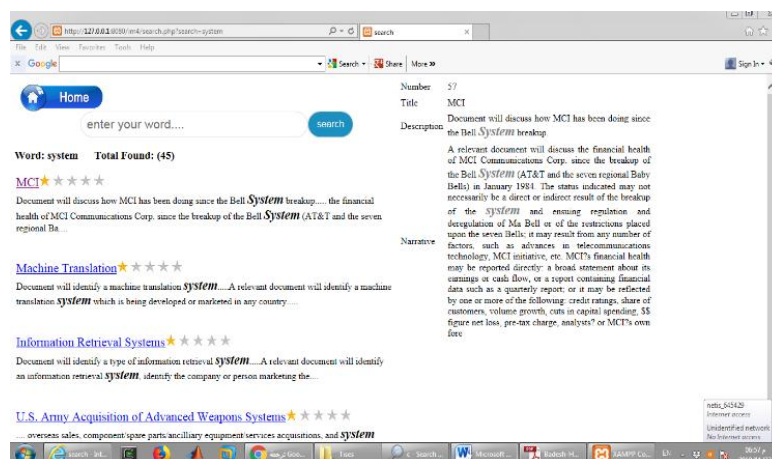 http://127.0.0.1:8080/irm4/search.php?search=system
search
File Edit View Favorites Tools Help
x Google
Search
Share
More »
Sign In
Home
enter your word....
search
Word: system Total Found: (45)
MCI
Document will discuss how MCI has been doing since the Bell System breakup..... the financial
health of MCI Communications Corp. since the breakup of the Bell System (AT&T and the seven
regional Ba....
Machine Translation
Document will identify a machine translation system.....A relevant document will identify a machine
translation system which is being developed or marketed in any country.....
Information Retrieval Systems
Document will identify a type of information retrieval system.....A relevant document will identify
an information retrieval system, identify the company or person marketing the....
U.S. Army Acquisition of Advanced Weapons Systems
.... overseas sales, component/spare parts/ancilliary equipment/services acquisitions, and system
Number 57
Title MCI
Description
Document will discuss how MCI has been doing since
the Bell System breakup.
Narrative
A relevant document will discuss the financial health
of MCI Communications Corp. since the breakup of
the Bell System (AT&T and the seven regional Baby
Bells) in January 1984. The status indicated may not
necessarily be a direct or indirect result of the breakup
of the system and ensuing regulation and
deregulation of Ma Bell or of the restrictions placed
upon the seven Bells; it may result from any number of
factors, such as advances in telecommunications
technology, MCI initiative, etc. MCI?s financial health
may be reported directly: a broad statement about its
earnings or cash flow, or a report containing financial
data such as a quarterly report; or it may be reflected
by one or more of the following: credit ratings, share of
customers, volume growth, cuts in capital spending, $$
figure net loss, pre-tax charge, analysts? or MCI?s own
fore
netis_645429
Internet access
Unidentified network
No Internet access
search - Int...
Goo...
Search ...
Microsoft ...
Badesh-H...
XAMPP Co...
EN